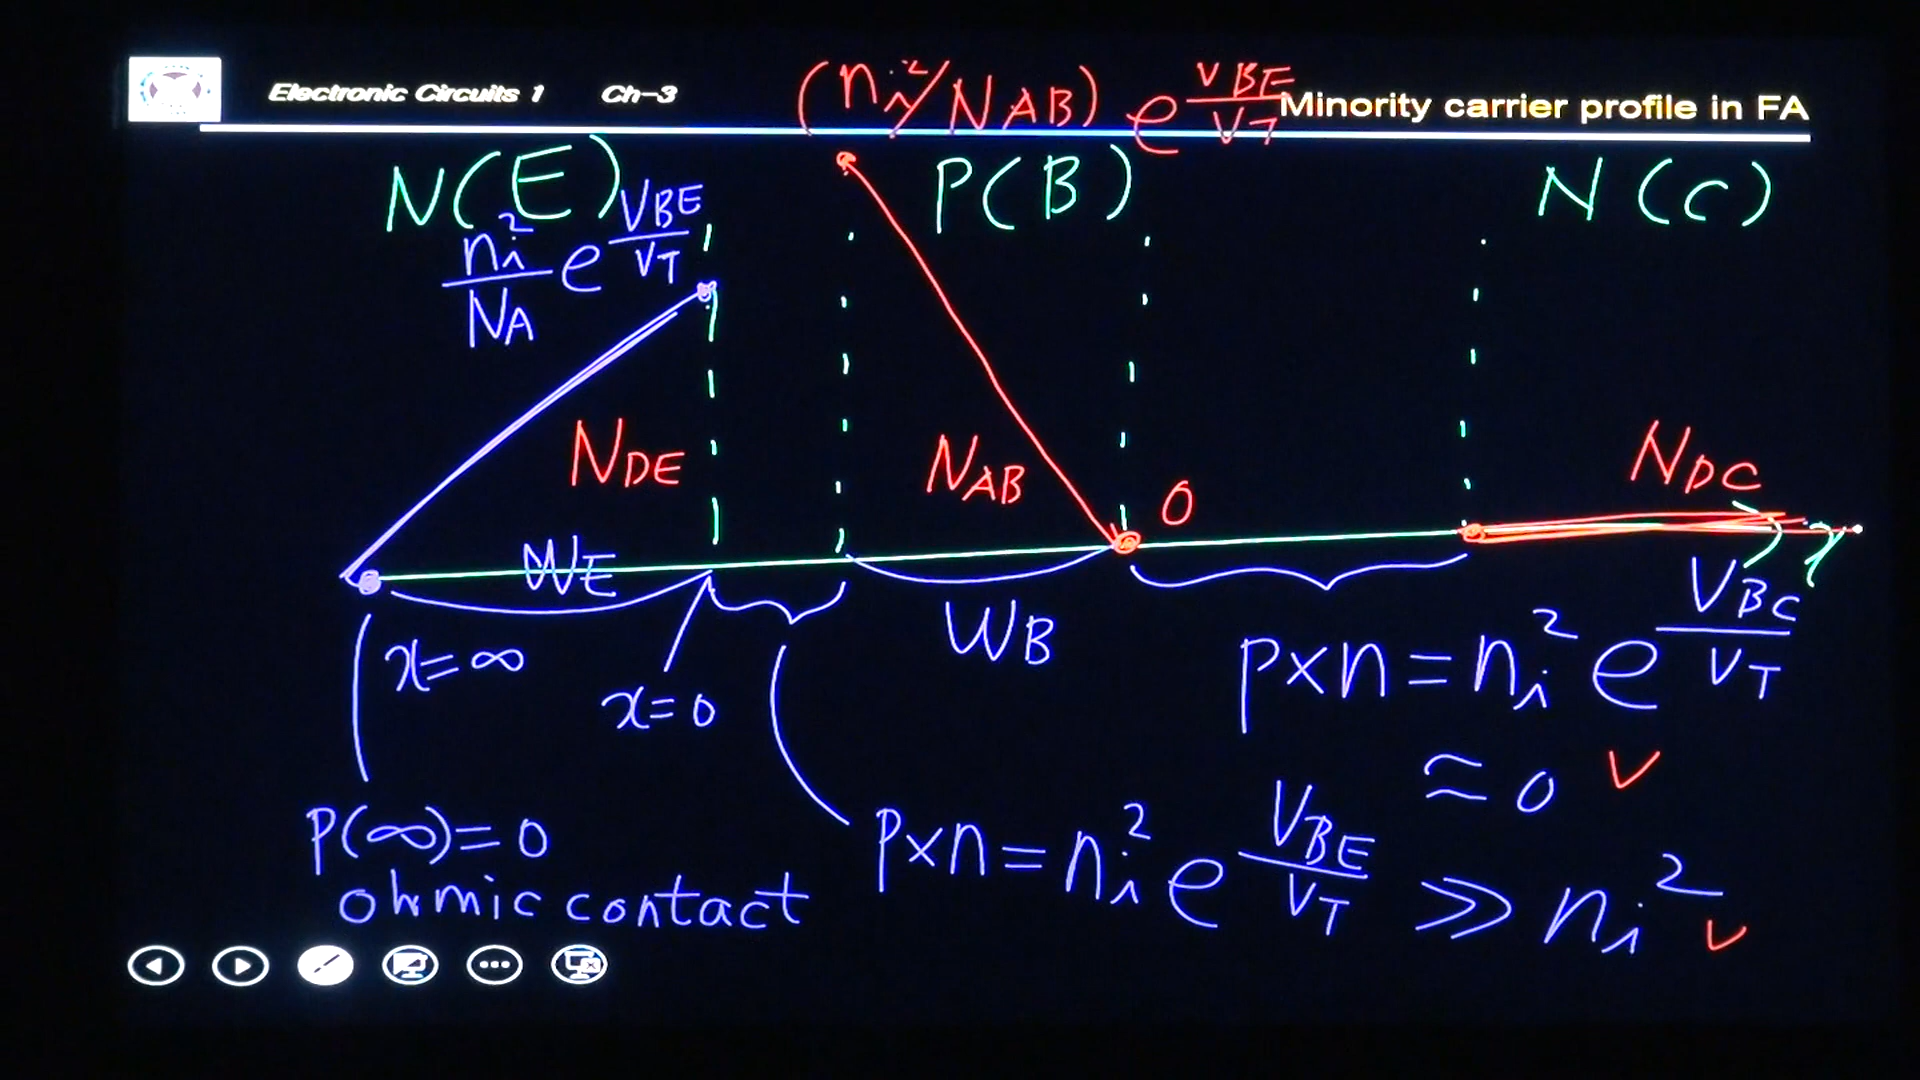 Electronic Circuits 1 Ch-3
Minority carrier profile in FA
(ni²/NAB) e^(VBE/VT)
N(E)
P(B)
N(C)
ni²/NA e^(VBE/VT)
NDE
NAB
0
NDC
WE
WB
x=∞
x=0
p×n=ni² e^(VBC/VT)
≈0 ✓
P(∞)=0
ohmic contact
p×n=ni² e^(VBE/VT) ≫ ni² ✓